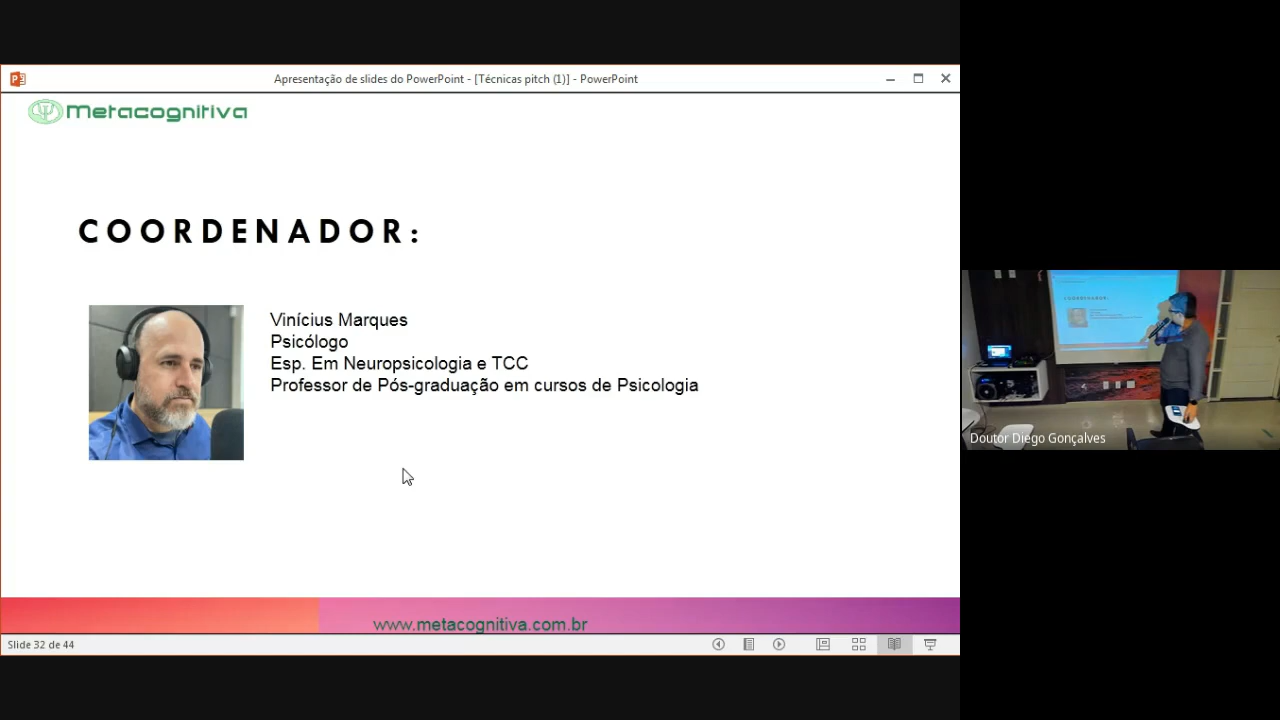 Apresentação de slides do PowerPoint - [Técnicas pitch (1)] - PowerPoint
Metacognitiva
COORDENADOR:
Vinícius Marques
Psicólogo
Esp. Em Neuropsicologia e TCC
Professor de Pós-graduação em cursos de Psicologia
www.metacognitiva.com.br
Slide 32 de 44
Doutor Diego Gonçalves